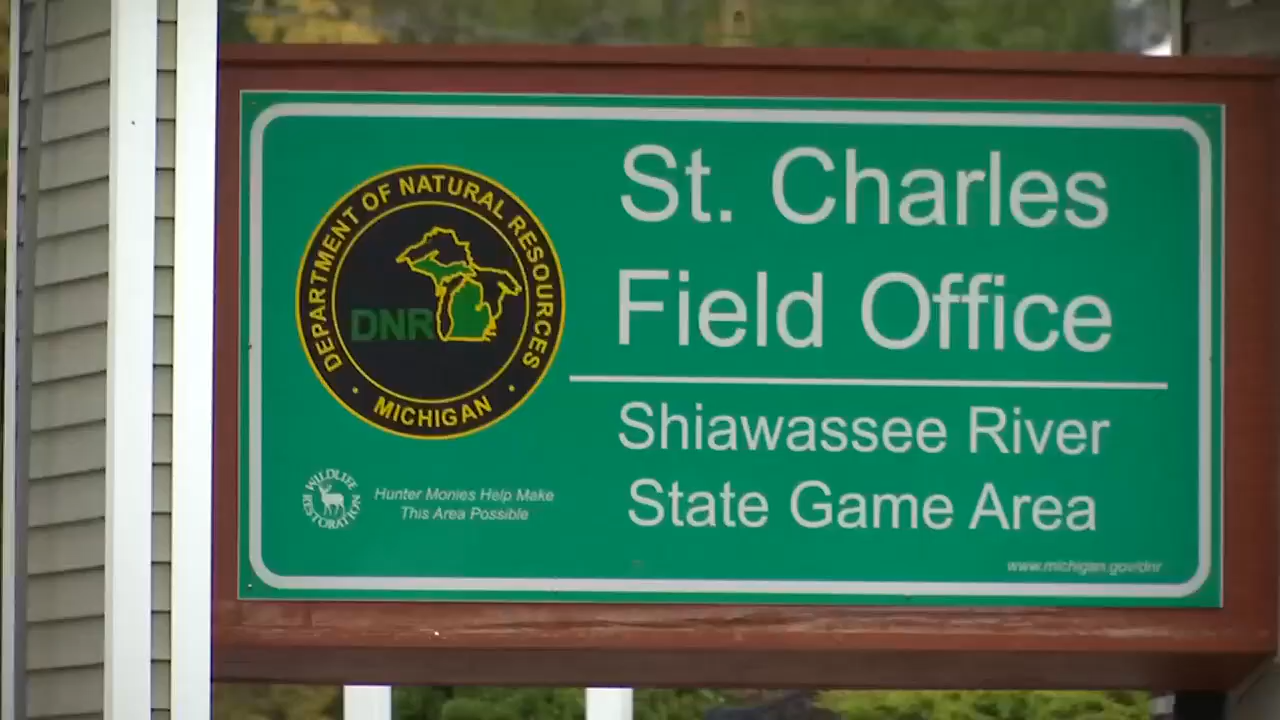 DEPARTMENT OF NATURAL RESOURCES
DNR
• MICHIGAN •
WILDLIFE
RESTORATION
Hunter Monies Help Make
This Area Possible
St. Charles
Field Office
Shiawassee River
State Game Area
www.michigan.gov/dnr